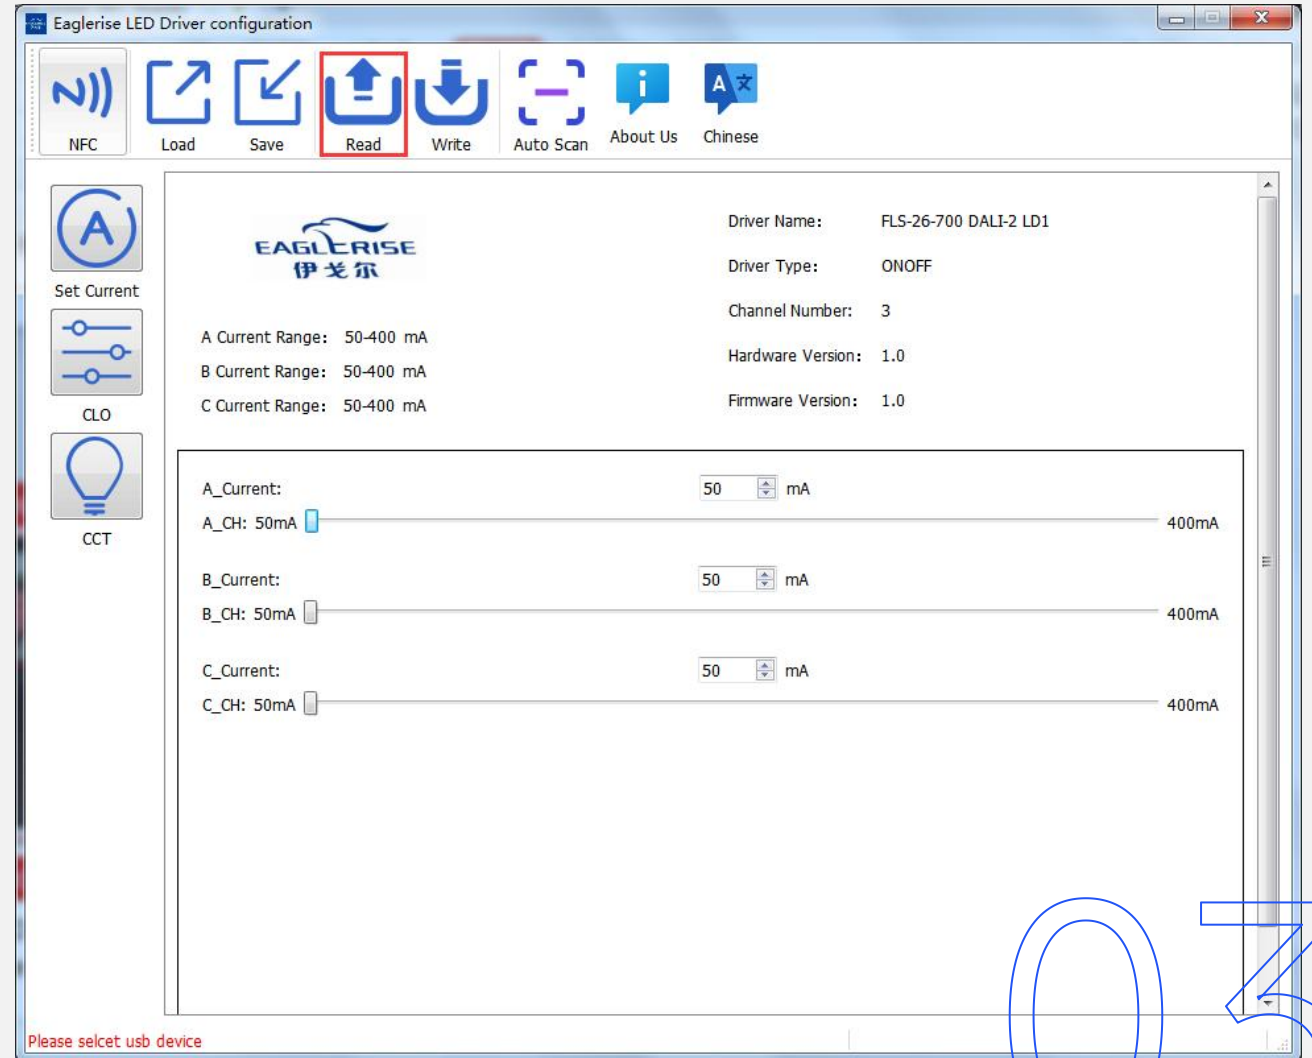 Eaglerise LED Driver configuration
NFC
Load
Save
Read
Write
Auto Scan
About Us
A 文
Chinese
A
Set Current
CLO
CCT
EAGLERISE
伊戈尔
Driver Name: FLS-26-700 DALI-2 LD1
Driver Type: ONOFF
Channel Number: 3
Hardware Version: 1.0
Firmware Version: 1.0
A Current Range: 50-400 mA
B Current Range: 50-400 mA
C Current Range: 50-400 mA
A_Current: 50 mA
A_CH: 50mA 400mA
B_Current: 50 mA
B_CH: 50mA 400mA
C_Current: 50 mA
C_CH: 50mA 400mA
Please selcet usb device
03